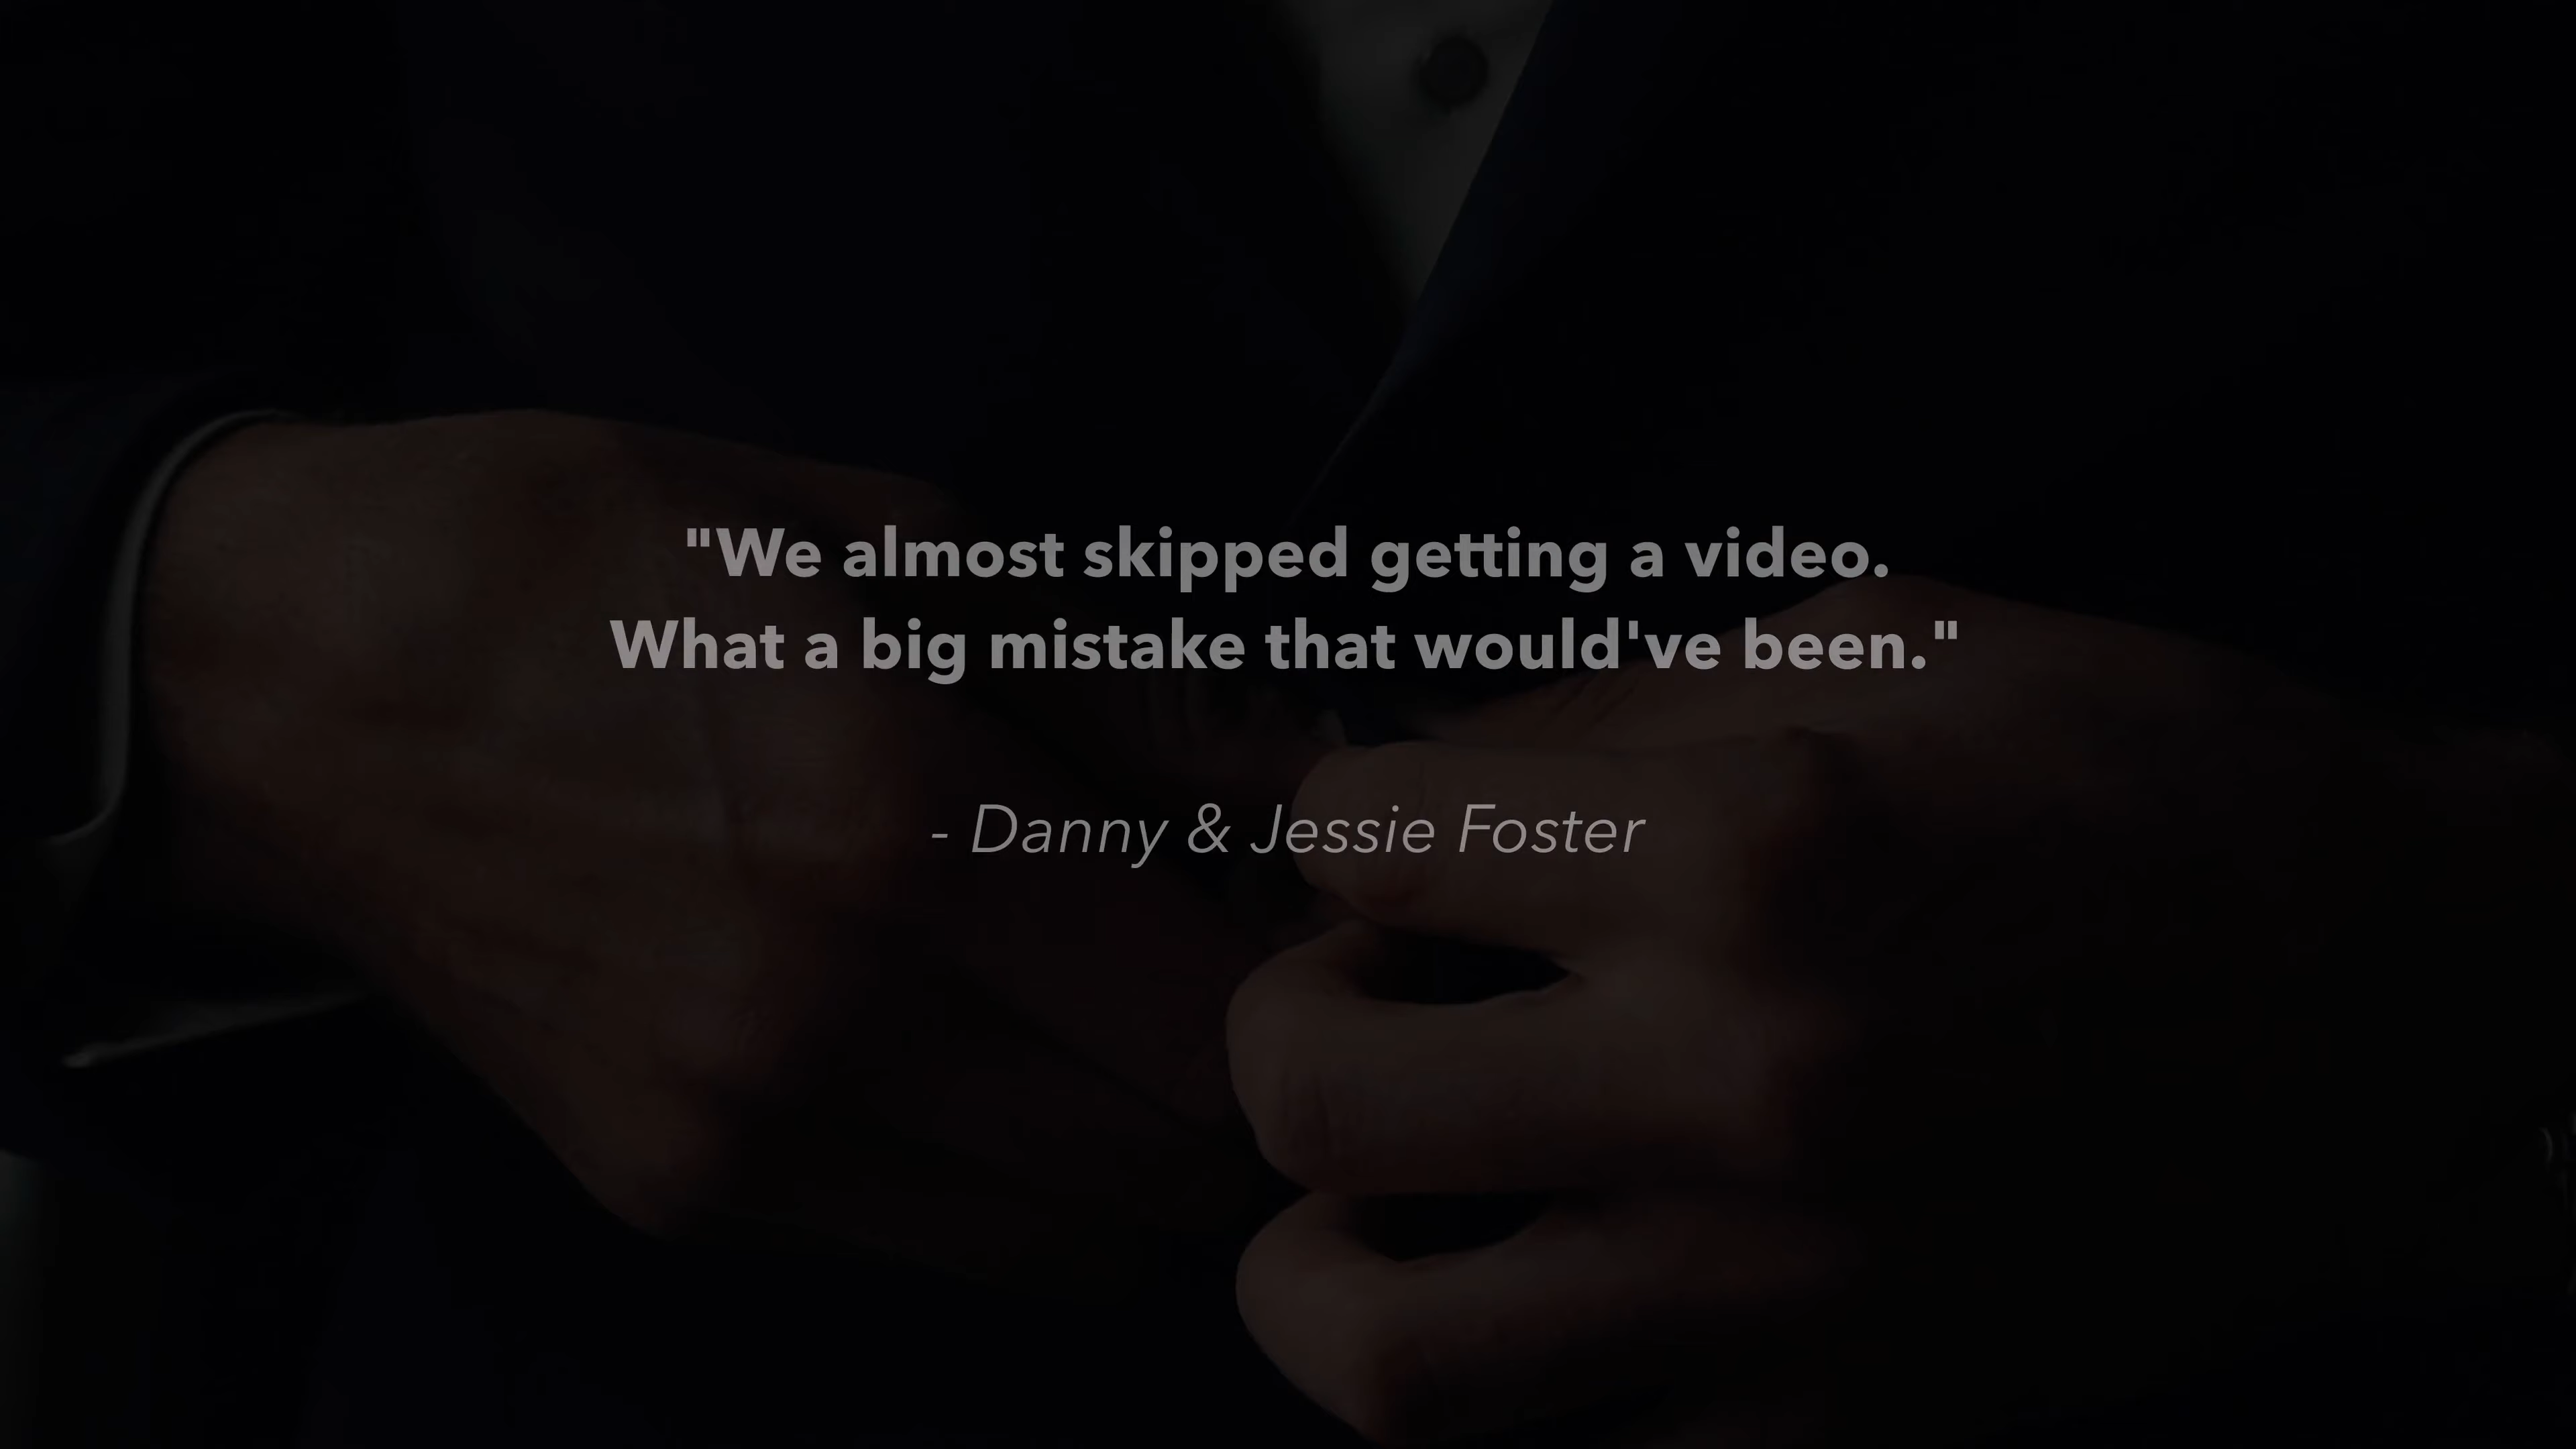 "We almost skipped getting a video.
What a big mistake that would've been."
- Danny & Jessie Foster